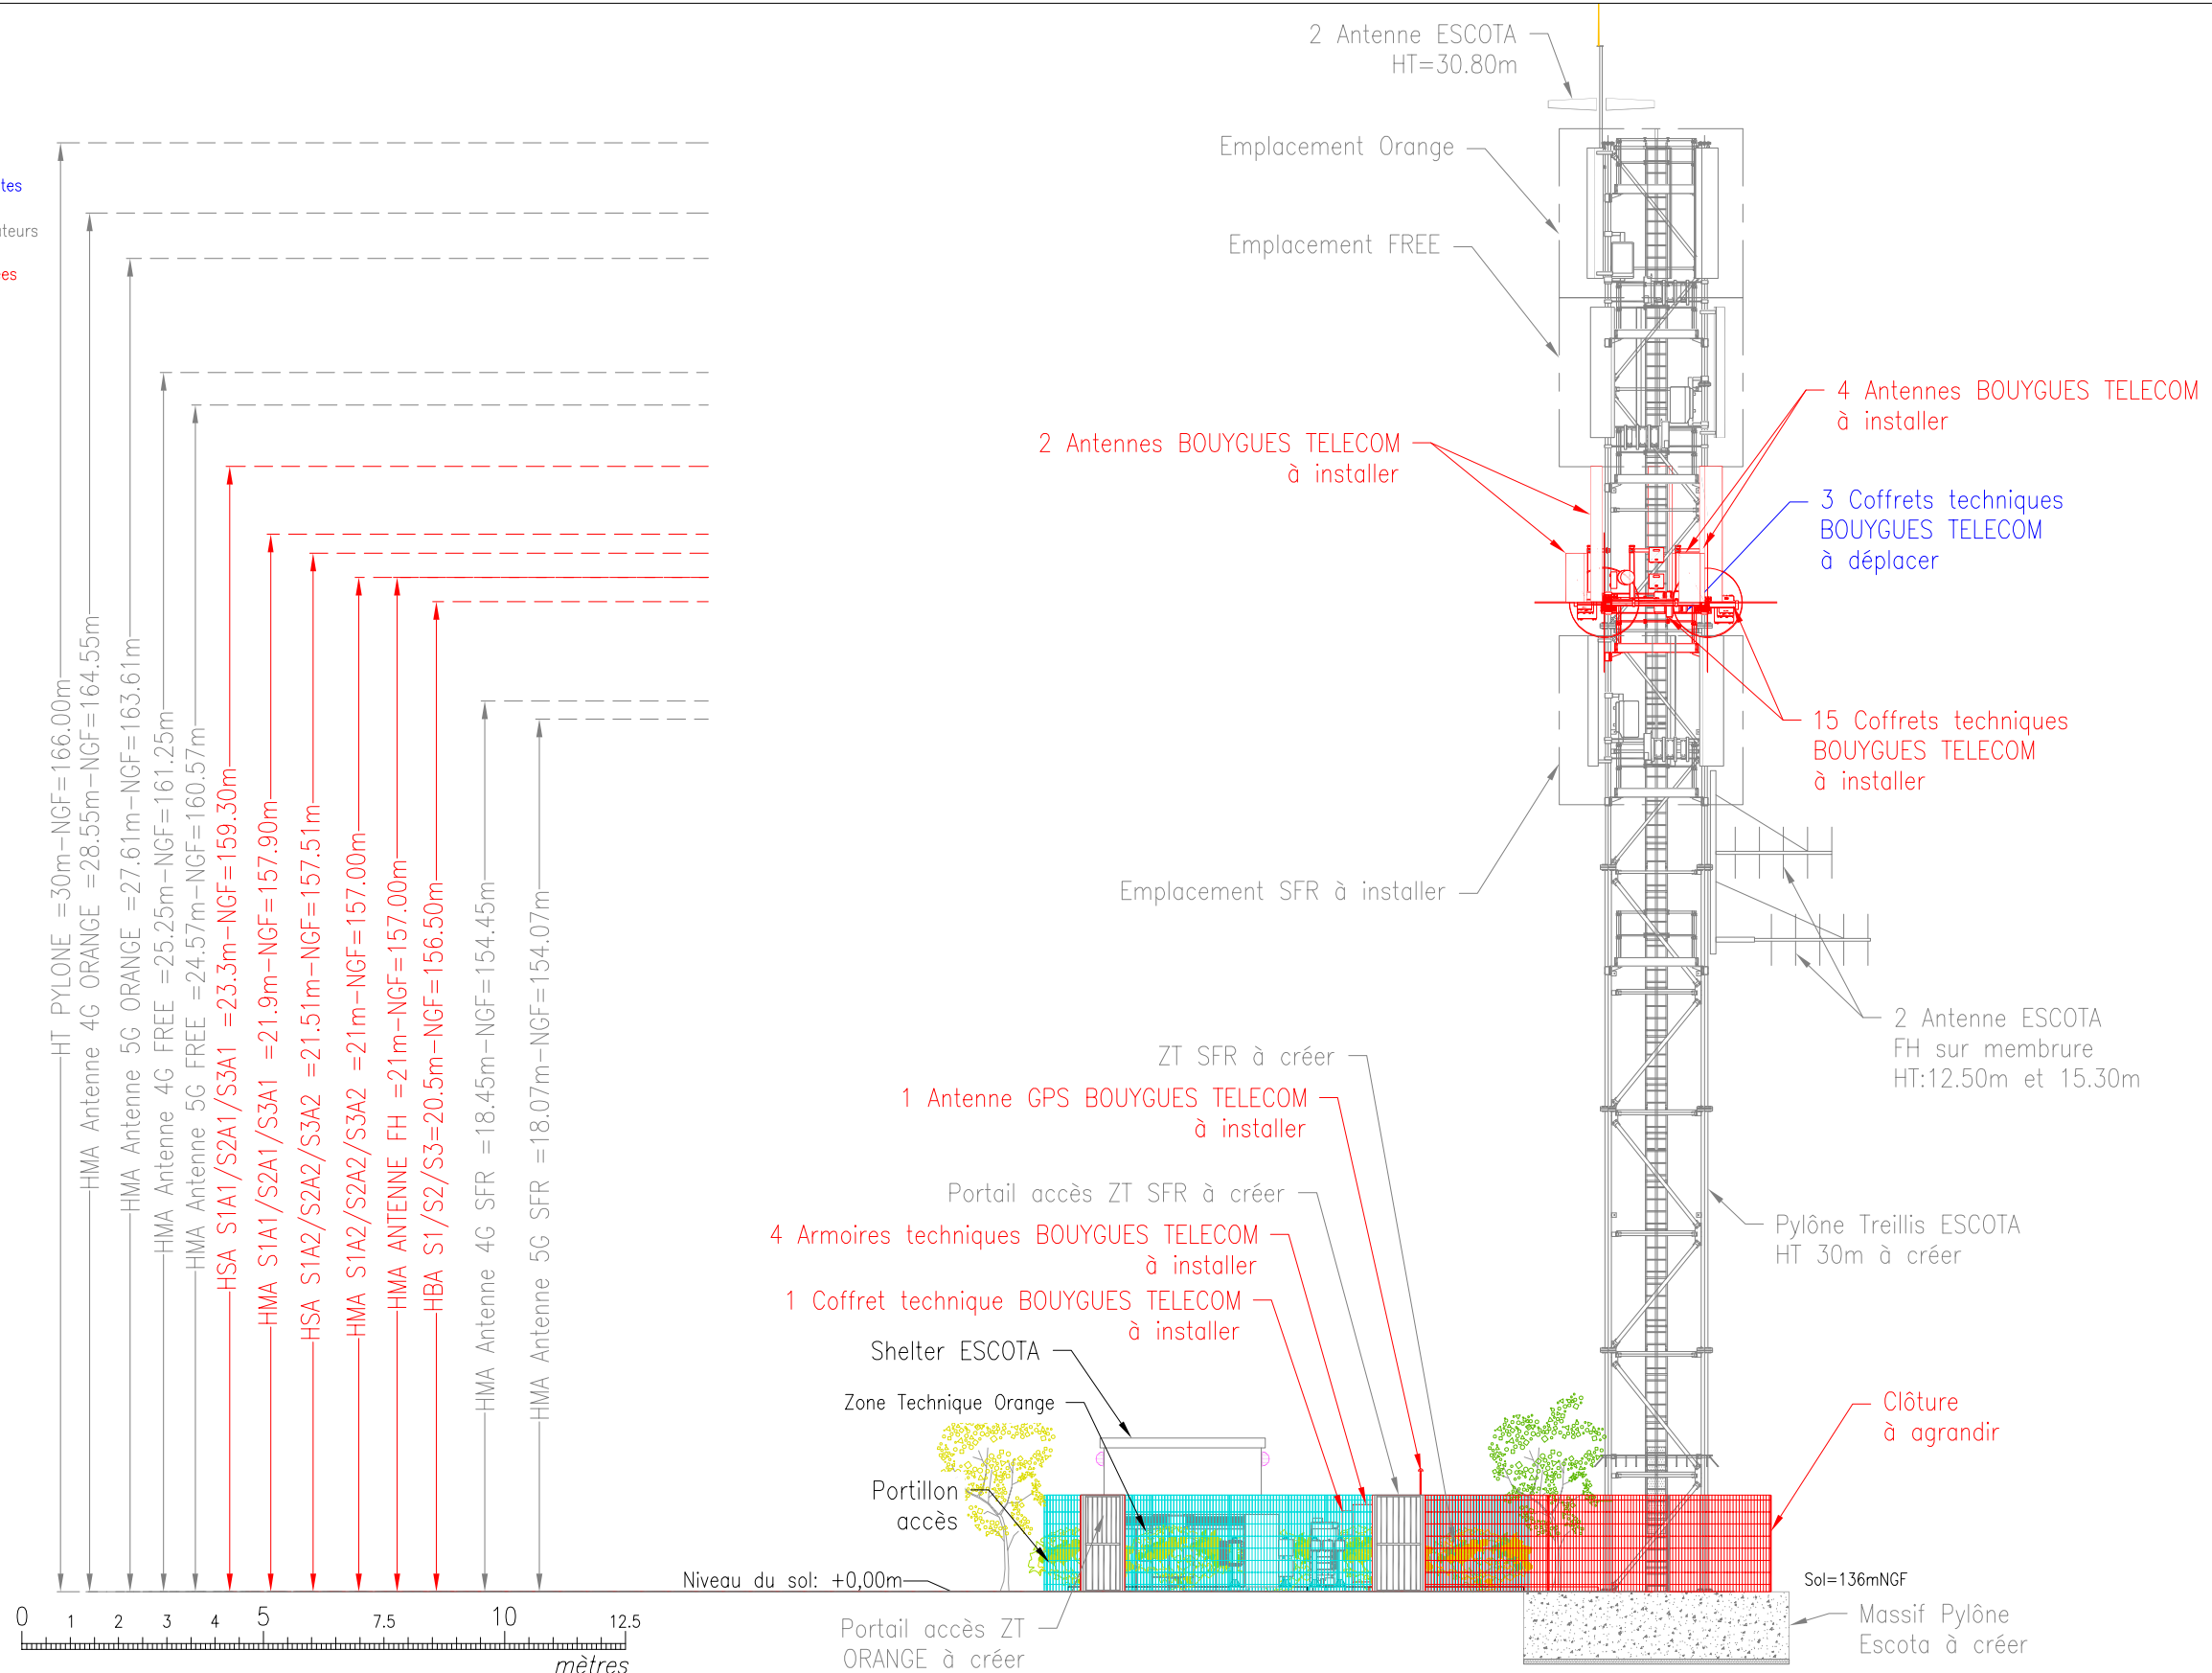 2 Antenne ESCOTA
HT=30.80m
Emplacement Orange
Emplacement FREE
4 Antennes BOUYGUES TELECOM
à installer
2 Antennes BOUYGUES TELECOM
à installer
3 Coffrets techniques
BOUYGUES TELECOM
à déplacer
15 Coffrets techniques
BOUYGUES TELECOM
à installer
Emplacement SFR à installer
2 Antenne ESCOTA
FH sur membrure
HT:12.50m et 15.30m
ZT SFR à créer
1 Antenne GPS BOUYGUES TELECOM
à installer
Portail accès ZT SFR à créer
4 Armoires techniques BOUYGUES TELECOM
à installer
1 Coffret technique BOUYGUES TELECOM
à installer
Shelter ESCOTA
Zone Technique Orange
Portillon
accès
Pylône Treillis ESCOTA
HT 30m à créer
Clôture
à agrandir
Niveau du sol: +0,00m
Sol=136mNGF
Massif Pylône
Escota à créer
Portail accès ZT
ORANGE à créer
tes
ateurs
es
HT PYLONE =30m-NGF=166.00m
HMA Antenne 4G ORANGE =28.55m-NGF=164.55m
HMA Antenne 5G ORANGE =27.61m-NGF=163.61m
HMA Antenne 4G FREE =25.25m-NGF=161.25m
HMA Antenne 5G FREE =24.57m-NGF=160.57m
HSA S1A1/S2A1/S3A1 =23.3m-NGF=159.30m
HMA S1A1/S2A1/S3A1 =21.9m-NGF=157.90m
HSA S1A2/S2A2/S3A2 =21.51m-NGF=157.51m
HMA S1A2/S2A2/S3A2 =21m-NGF=157.00m
HMA ANTENNE FH =21m-NGF=157.00m
HBA S1/S2/S3=20.5m-NGF=156.50m
HMA Antenne 4G SFR =18.45m-NGF=154.45m
HMA Antenne 5G SFR =18.07m-NGF=154.07m
0 1 2 3 4 5 7.5 10 12.5
mètres